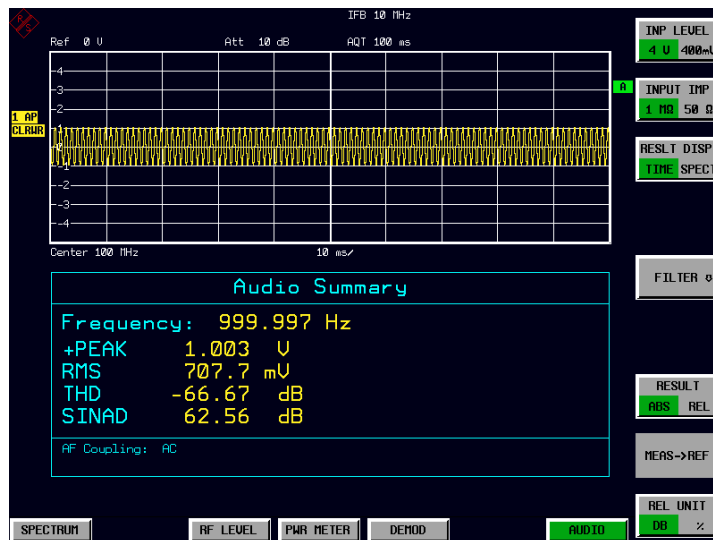 IFB 10 MHz
Ref 0 V Att 10 dB AQT 100 ms
INP LEVEL
4 V 400mV
4
3
2
1
-1
-2
-3
-4
A
1 AP
CLRWR
INPUT IMP
1 MΩ 50 Ω
RESLT DISP
TIME SPECT
Center 100 MHz 10 ms/
FILTER
Audio Summary
Frequency: 999.997 Hz
+PEAK 1.003 V
RMS 707.7 mV
THD -66.67 dB
SINAD 62.56 dB
AF Coupling: AC
RESULT
ABS REL
MEAS->REF
REL UNIT
DB %
SPECTRUM RF LEVEL PWR METER DEMOD AUDIO